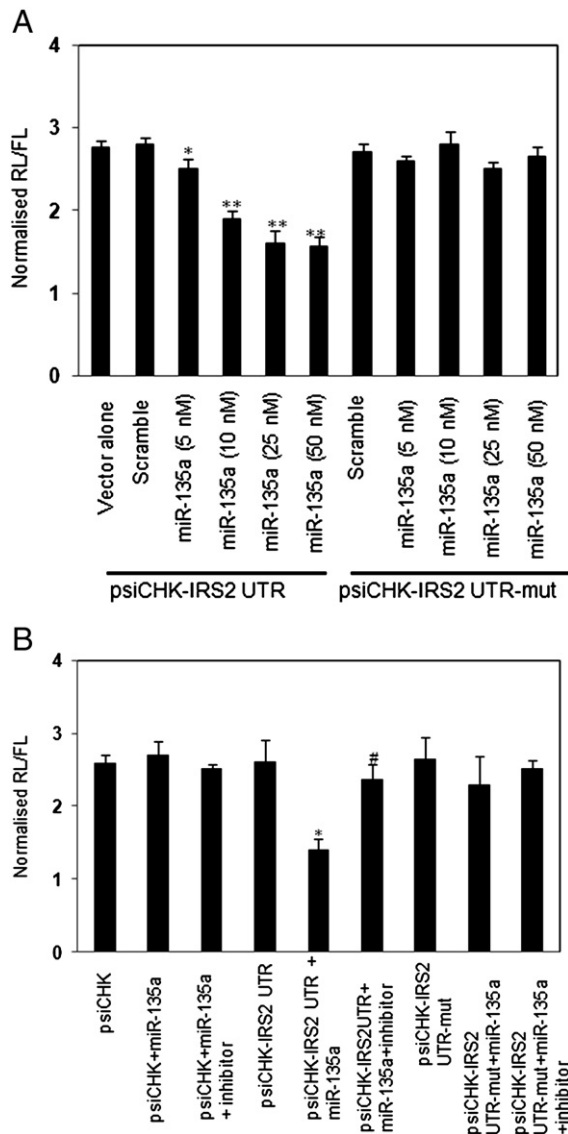 A
Normalised RL/FL
4
3
2
1
0
*
**
**
**
Vector alone
Scramble
miR-135a (5 nM)
miR-135a (10 nM)
miR-135a (25 nM)
miR-135a (50 nM)
Scramble
miR-135a (5 nM)
miR-135a (10 nM)
miR-135a (25 nM)
miR-135a (50 nM)
psiCHK-IRS2 UTR
psiCHK-IRS2 UTR-mut
B
Normalised RL/FL
4
3
2
1
0
*
#
psiCHK
psiCHK+miR-135a
psiCHK+miR-135a
+ inhibitor
psiCHK-IRS2 UTR
psiCHK-IRS2 UTR +
miR-135a
psiCHK-IRS2UTR+
miR-135a+inhibitor
psiCHK-IRS2
UTR-mut
psiCHK-IRS2
UTR-mut+miR-135a
psiCHK-IRS2
UTR-mut+miR-135a
+inhibitor